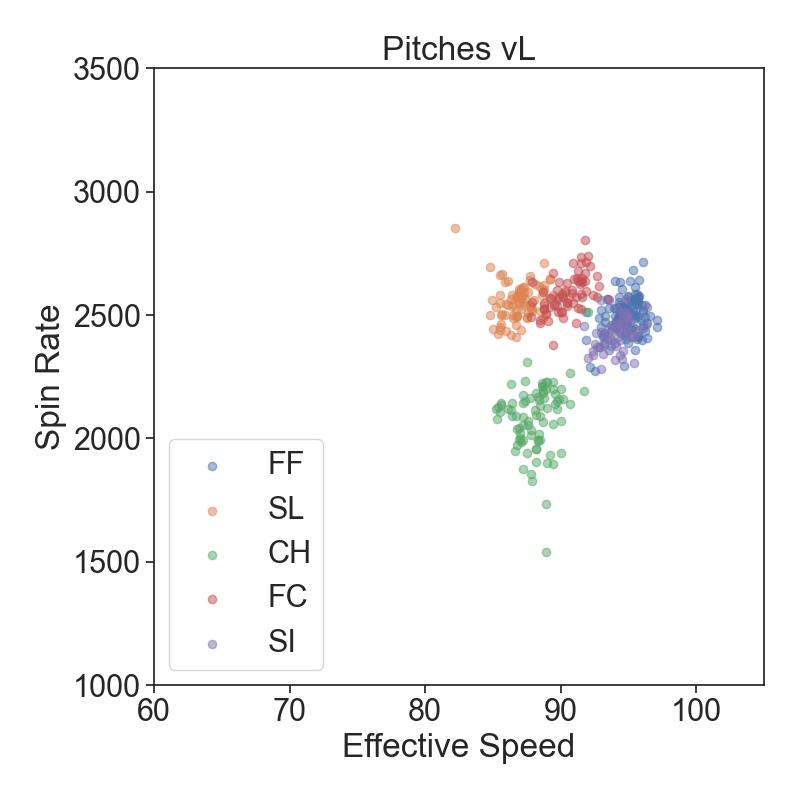 Pitches vL
3500
3000
2500
2000
1500
1000
Spin Rate
FF
SL
CH
FC
SI
60 70 80 90 100
Effective Speed